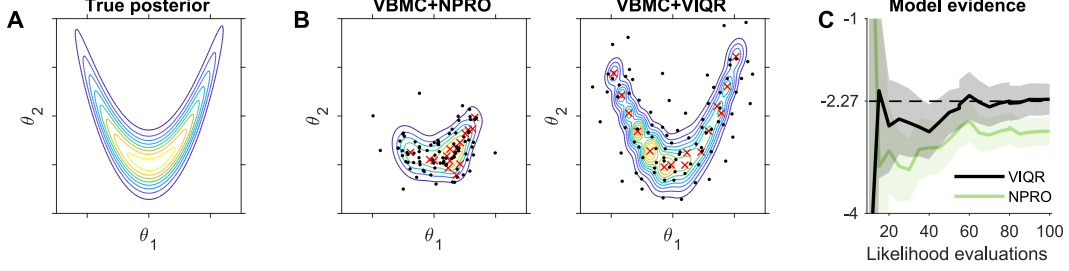 A
True posterior
θ2
θ1
B
VBMC+NPRO
θ2
θ1
VBMC+VIQR
θ1
C
Model evidence
-1
-2.27
-4
VIQR
NPRO
20 40 60 80 100
Likelihood evaluations